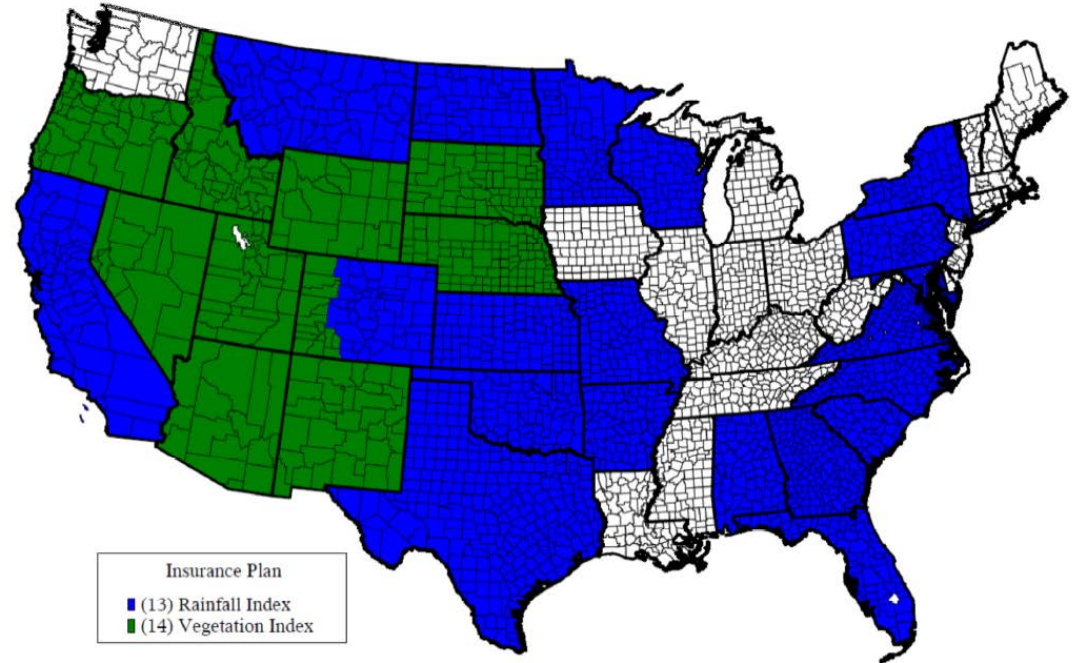 Insurance Plan
(13) Rainfall Index
(14) Vegetation Index